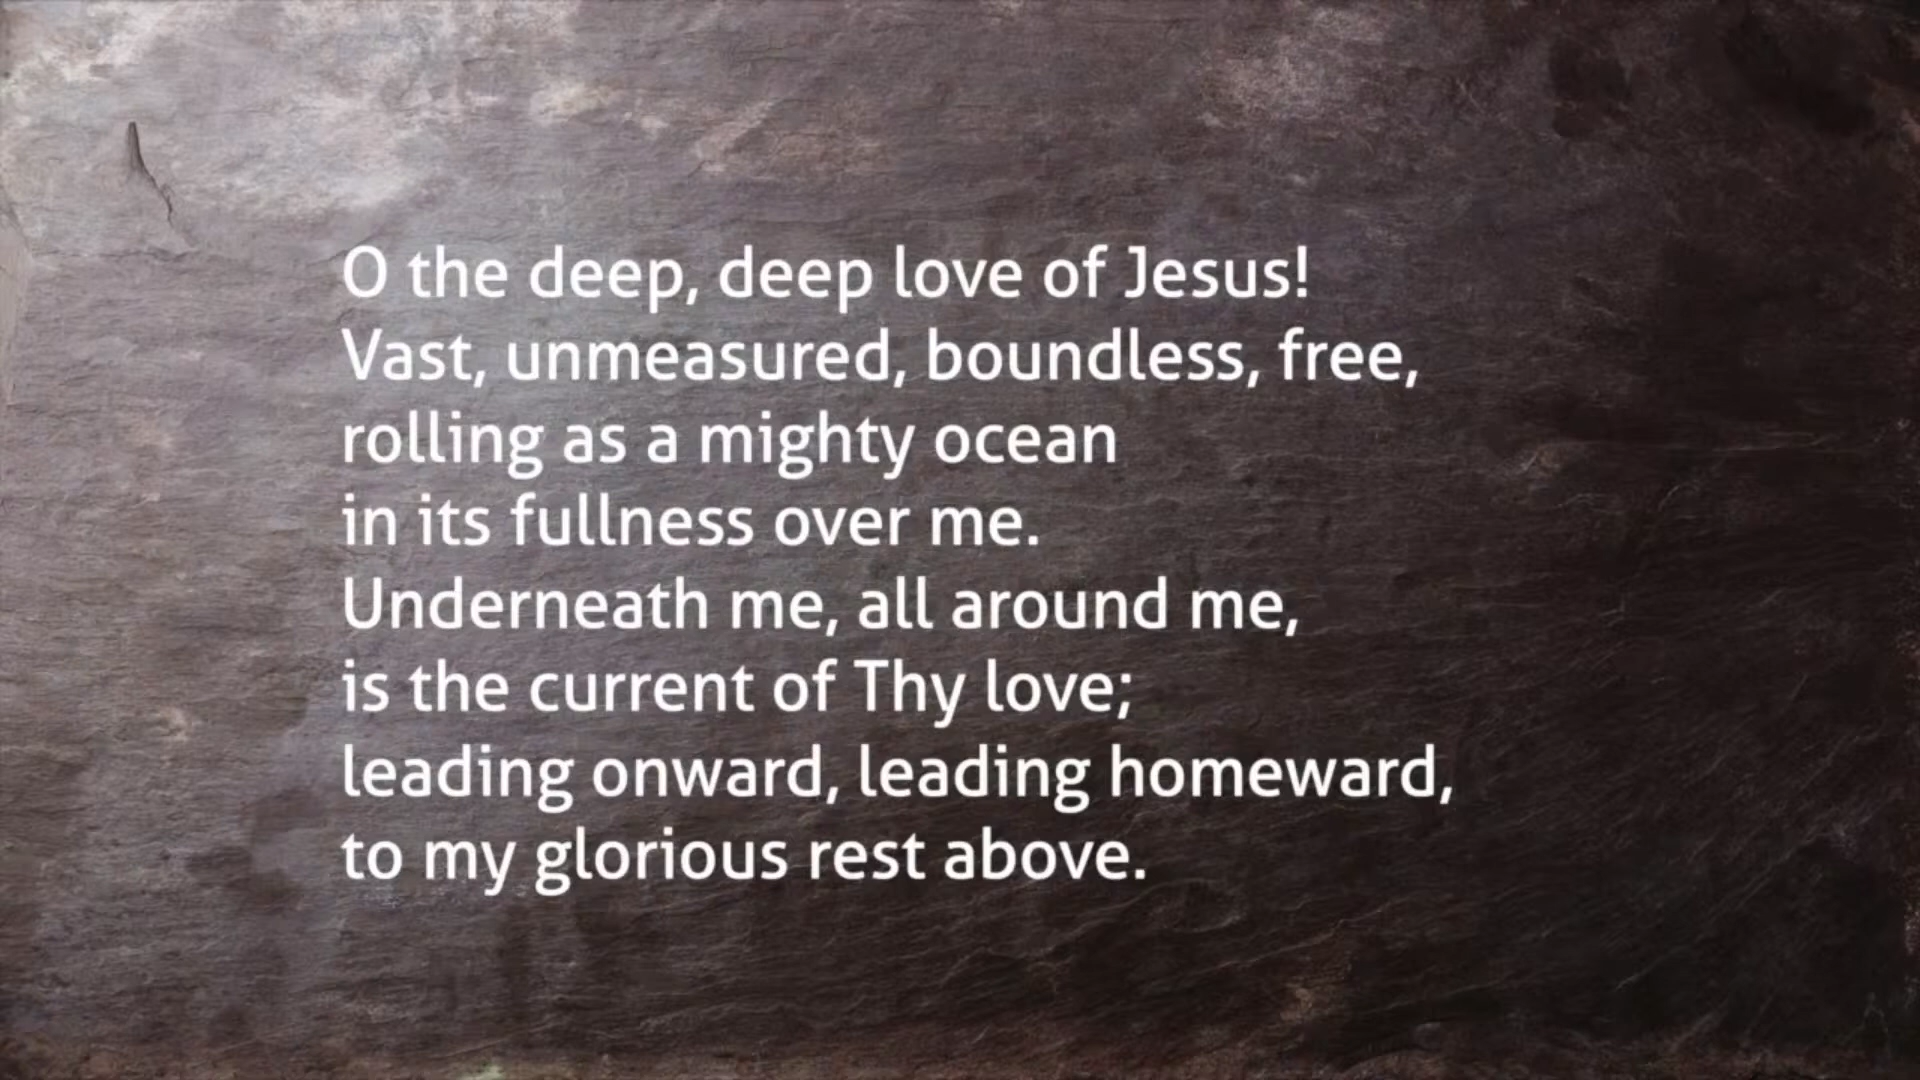 O the deep, deep love of Jesus!
Vast, unmeasured, boundless, free,
rolling as a mighty ocean
in its fullness over me.
Underneath me, all around me,
is the current of Thy love;
leading onward, leading homeward,
to my glorious rest above.